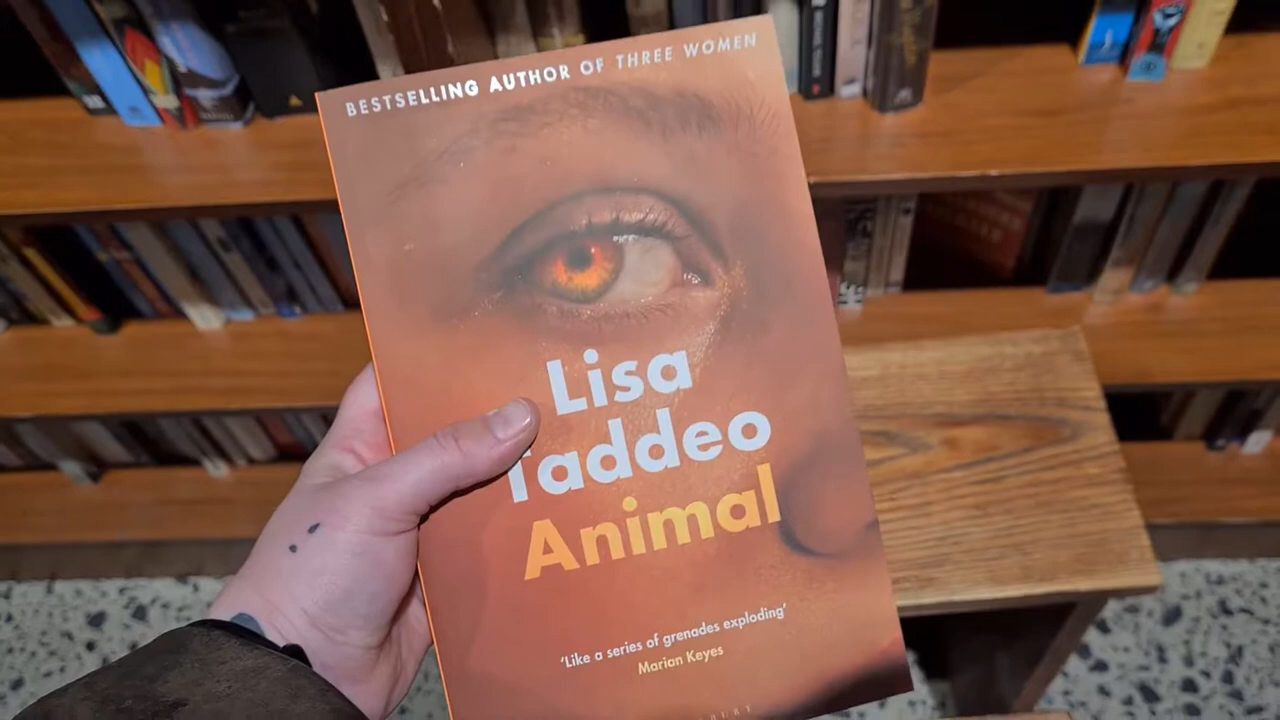 BESTSELLING AUTHOR OF THREE WOMEN
Lisa
Taddeo
Animal
'Like a series of grenades exploding'
Marian Keyes